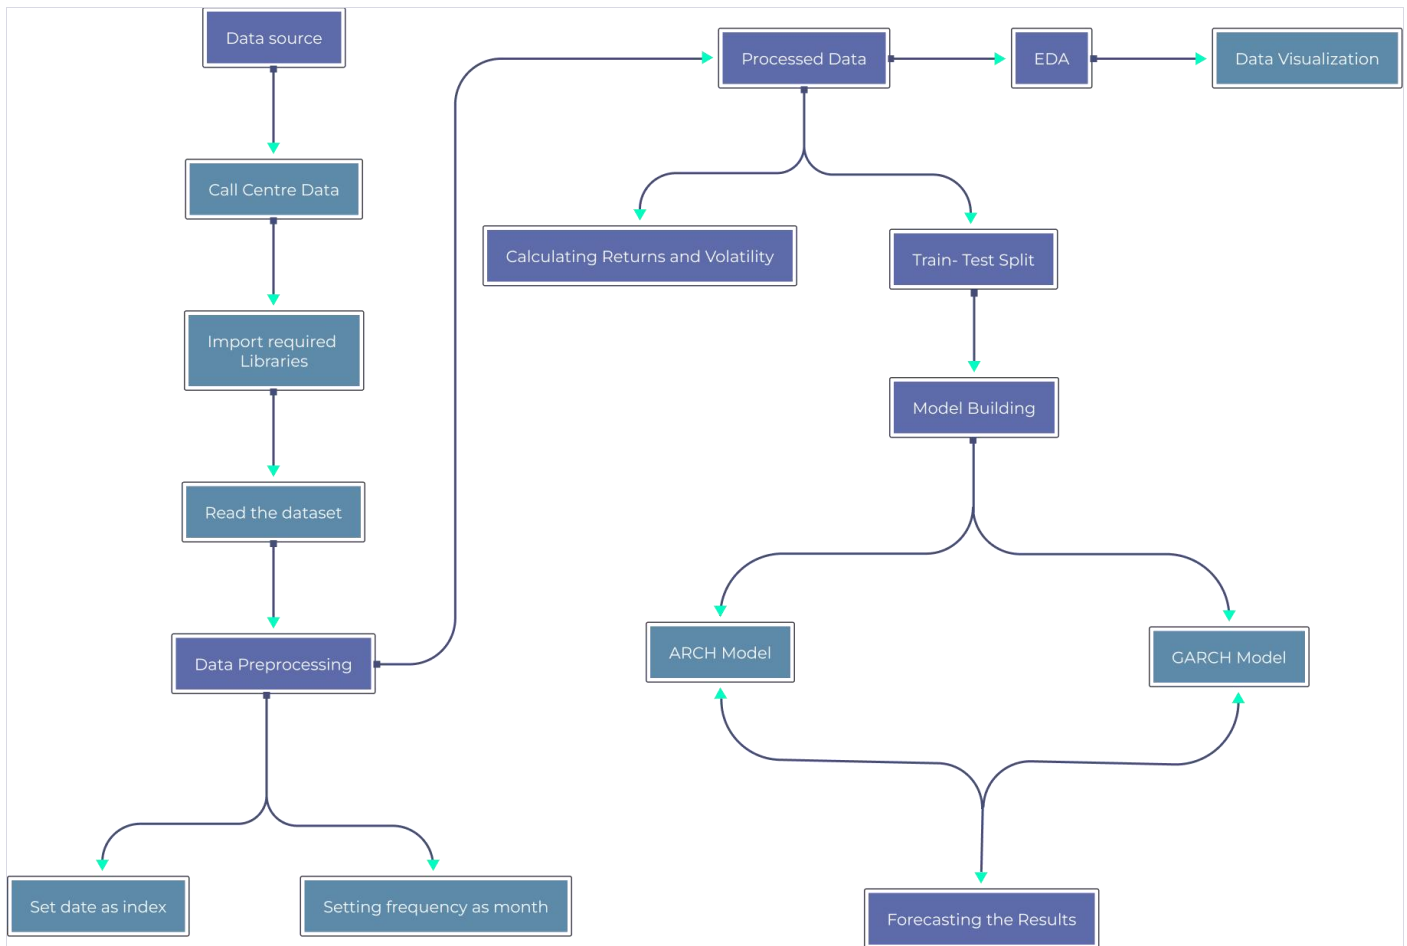 Data source
Call Centre Data
Import required
Libraries
Read the dataset
Data Preprocessing
Set date as index
Setting frequency as month
Processed Data
EDA
Data Visualization
Calculating Returns and Volatility
Train- Test Split
Model Building
ARCH Model
GARCH Model
Forecasting the Results